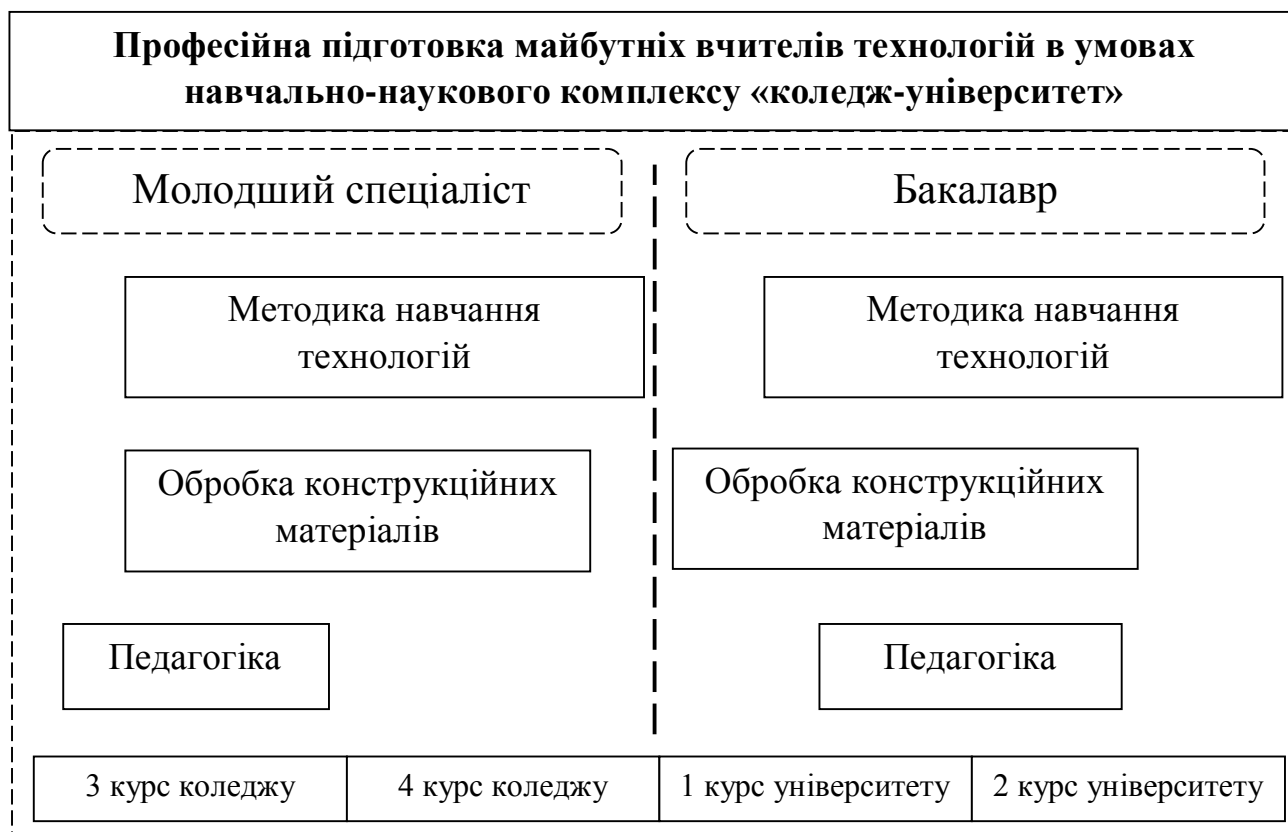 Професійна підготовка майбутніх вчителів технологій в умовах
навчально-наукового комплексу «коледж-університет»
Молодший спеціаліст
Бакалавр
Методика навчання
технологій
Методика навчання
технологій
Обробка конструкційних
матеріалів
Обробка конструкційних
матеріалів
Педагогіка
Педагогіка
3 курс коледжу
4 курс коледжу
1 курс університету
2 курс університету